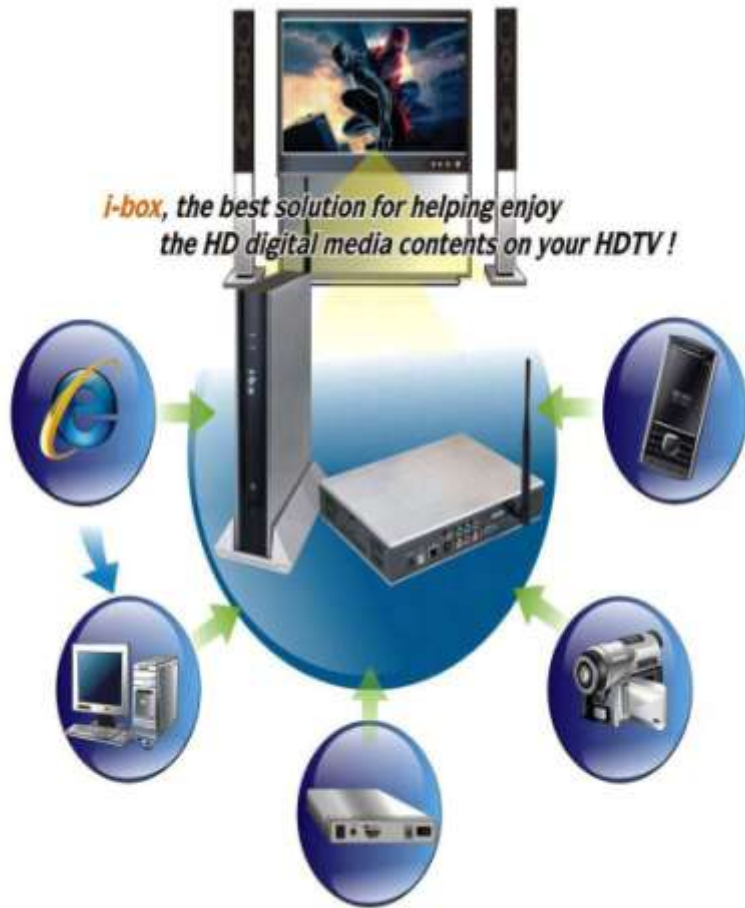 i-box, the best solution for helping enjoy
the HD digital media contents on your HDTV !